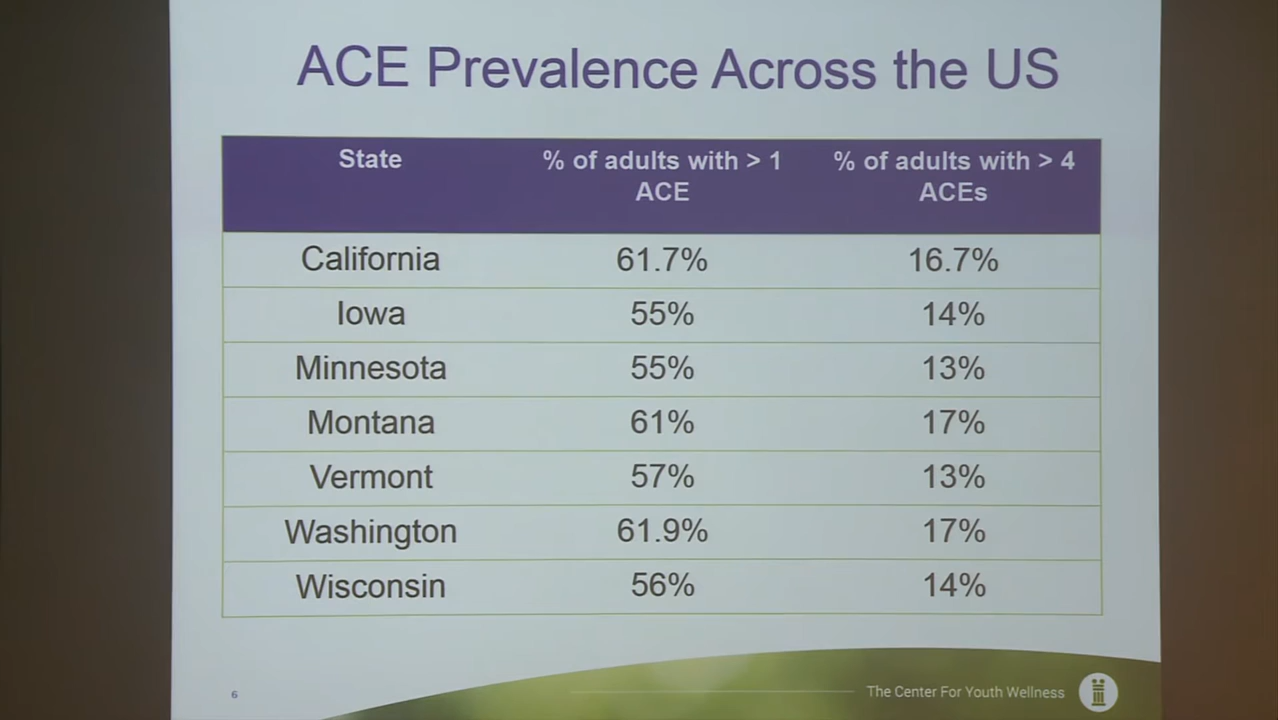 ACE Prevalence Across the US
State % of adults with > 1 ACE % of adults with > 4 ACEs
California 61.7% 16.7%
Iowa 55% 14%
Minnesota 55% 13%
Montana 61% 17%
Vermont 57% 13%
Washington 61.9% 17%
Wisconsin 56% 14%
6 The Center For Youth Wellness